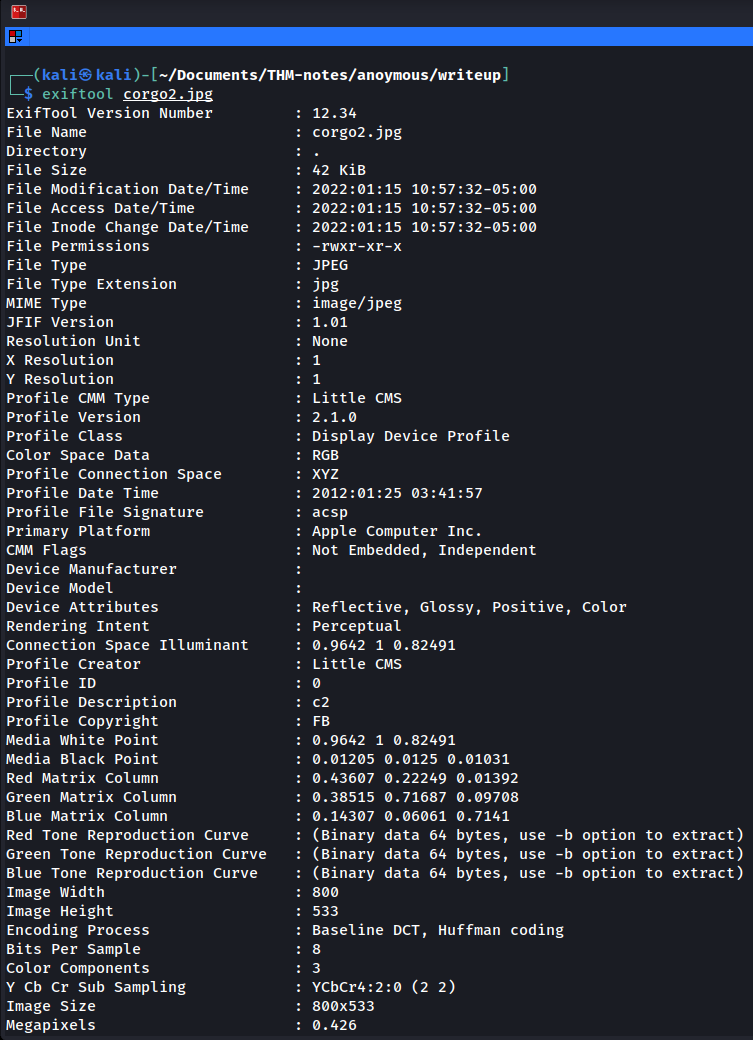 (kali㉿kali)-[~/Documents/THM-notes/anoymous/writeup]
$ exiftool corgo2.jpg
ExifTool Version Number : 12.34
File Name : corgo2.jpg
Directory : .
File Size : 42 KiB
File Modification Date/Time : 2022:01:15 10:57:32-05:00
File Access Date/Time : 2022:01:15 10:57:32-05:00
File Inode Change Date/Time : 2022:01:15 10:57:32-05:00
File Permissions : -rwxr-xr-x
File Type : JPEG
File Type Extension : jpg
MIME Type : image/jpeg
JFIF Version : 1.01
Resolution Unit : None
X Resolution : 1
Y Resolution : 1
Profile CMM Type : Little CMS
Profile Version : 2.1.0
Profile Class : Display Device Profile
Color Space Data : RGB
Profile Connection Space : XYZ
Profile Date Time : 2012:01:25 03:41:57
Profile File Signature : acsp
Primary Platform : Apple Computer Inc.
CMM Flags : Not Embedded, Independent
Device Manufacturer :
Device Model :
Device Attributes : Reflective, Glossy, Positive, Color
Rendering Intent : Perceptual
Connection Space Illuminant : 0.9642 1 0.82491
Profile Creator : Little CMS
Profile ID : 0
Profile Description : c2
Profile Copyright : FB
Media White Point : 0.9642 1 0.82491
Media Black Point : 0.01205 0.0125 0.01031
Red Matrix Column : 0.43607 0.22249 0.01392
Green Matrix Column : 0.38515 0.71687 0.09708
Blue Matrix Column : 0.14307 0.06061 0.7141
Red Tone Reproduction Curve : (Binary data 64 bytes, use -b option to extract)
Green Tone Reproduction Curve : (Binary data 64 bytes, use -b option to extract)
Blue Tone Reproduction Curve : (Binary data 64 bytes, use -b option to extract)
Image Width : 800
Image Height : 533
Encoding Process : Baseline DCT, Huffman coding
Bits Per Sample : 8
Color Components : 3
Y Cb Cr Sub Sampling : YCbCr4:2:0 (2 2)
Image Size : 800x533
Megapixels : 0.426